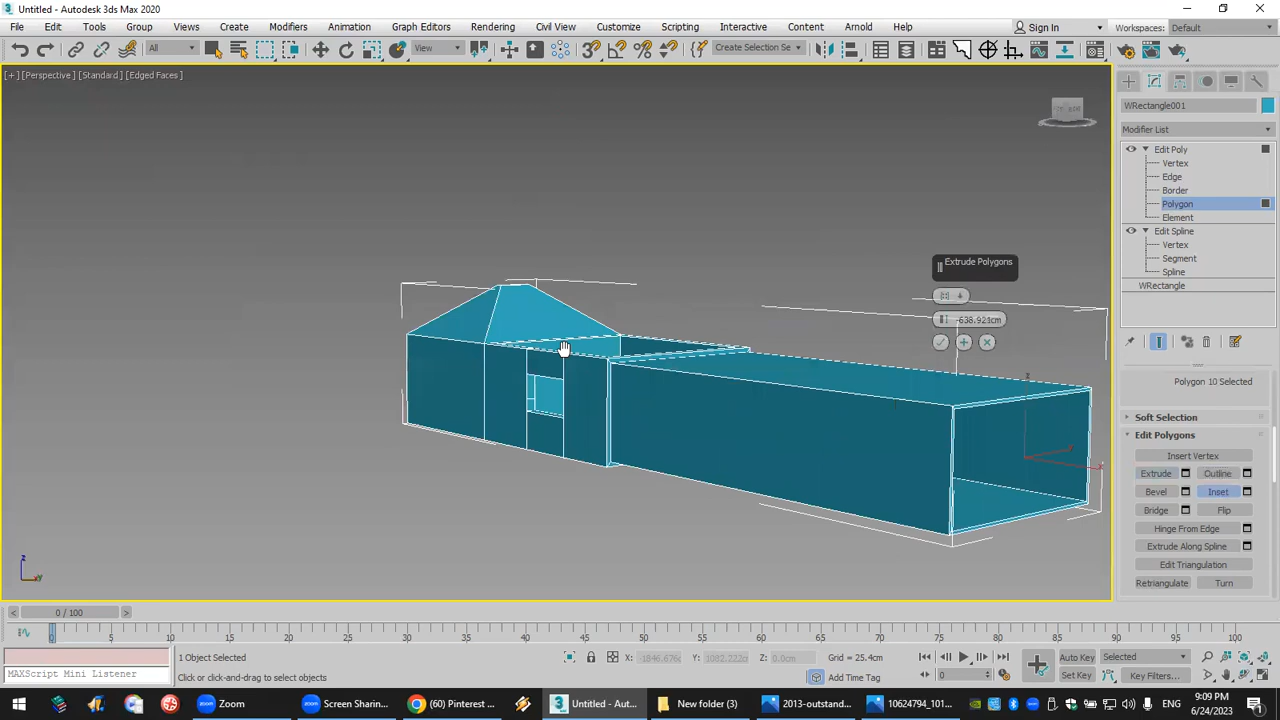 Untitled - Autodesk 3ds Max 2020
File Edit Tools Group Views Create Modifiers Animation Graph Editors Rendering Civil View Customize Scripting Interactive Content Arnold Help Sign In Workspaces: Default
All View Create Selection Se
[+] [Perspective] [Standard] [Edged Faces]
WRectangle001
Modifier List
Edit Poly
Vertex
Edge
Border
Polygon
Element
Edit Spline
Vertex
Segment
Spline
WRectangle
Extrude Polygons
-638.923cm
Polygon 10 Selected
Soft Selection
Edit Polygons
Insert Vertex
Extrude Outline
Bevel Inset
Bridge Flip
Hinge From Edge
Extrude Along Spline
Edit Triangulation
Retriangulate Turn
z
x
z
0 / 100
0 5 10 15 20 25 30 35 40 45 50 55 60 65 70 75 80 85 90 95 100
1 Object Selected X: -1846.676c Y: 1082.222c Z: 0.0cm Grid = 25.4cm Auto Key Selected
MAXScript Mini Listener Click or click-and-drag to select objects Add Time Tag 0 Set Key Key Filters...
Zoom Screen Sharin... (60) Pinterest ... Untitled - Aut... New folder (3) 2013-outstand... 10624794_101... 9:09 PM
6/24/2023